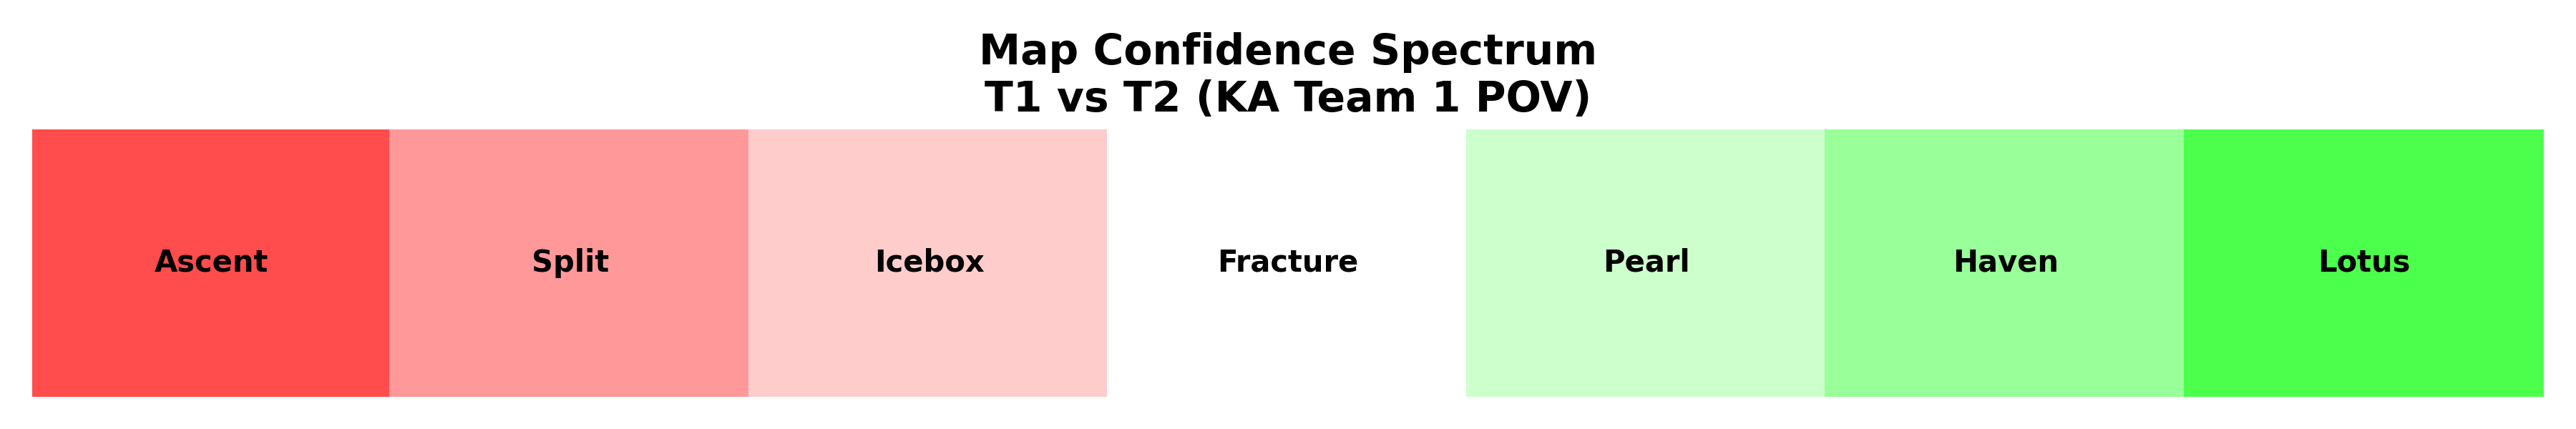 Map Confidence Spectrum
T1 vs T2 (KA Team 1 POV)
Ascent
Split
Icebox
Fracture
Pearl
Haven
Lotus